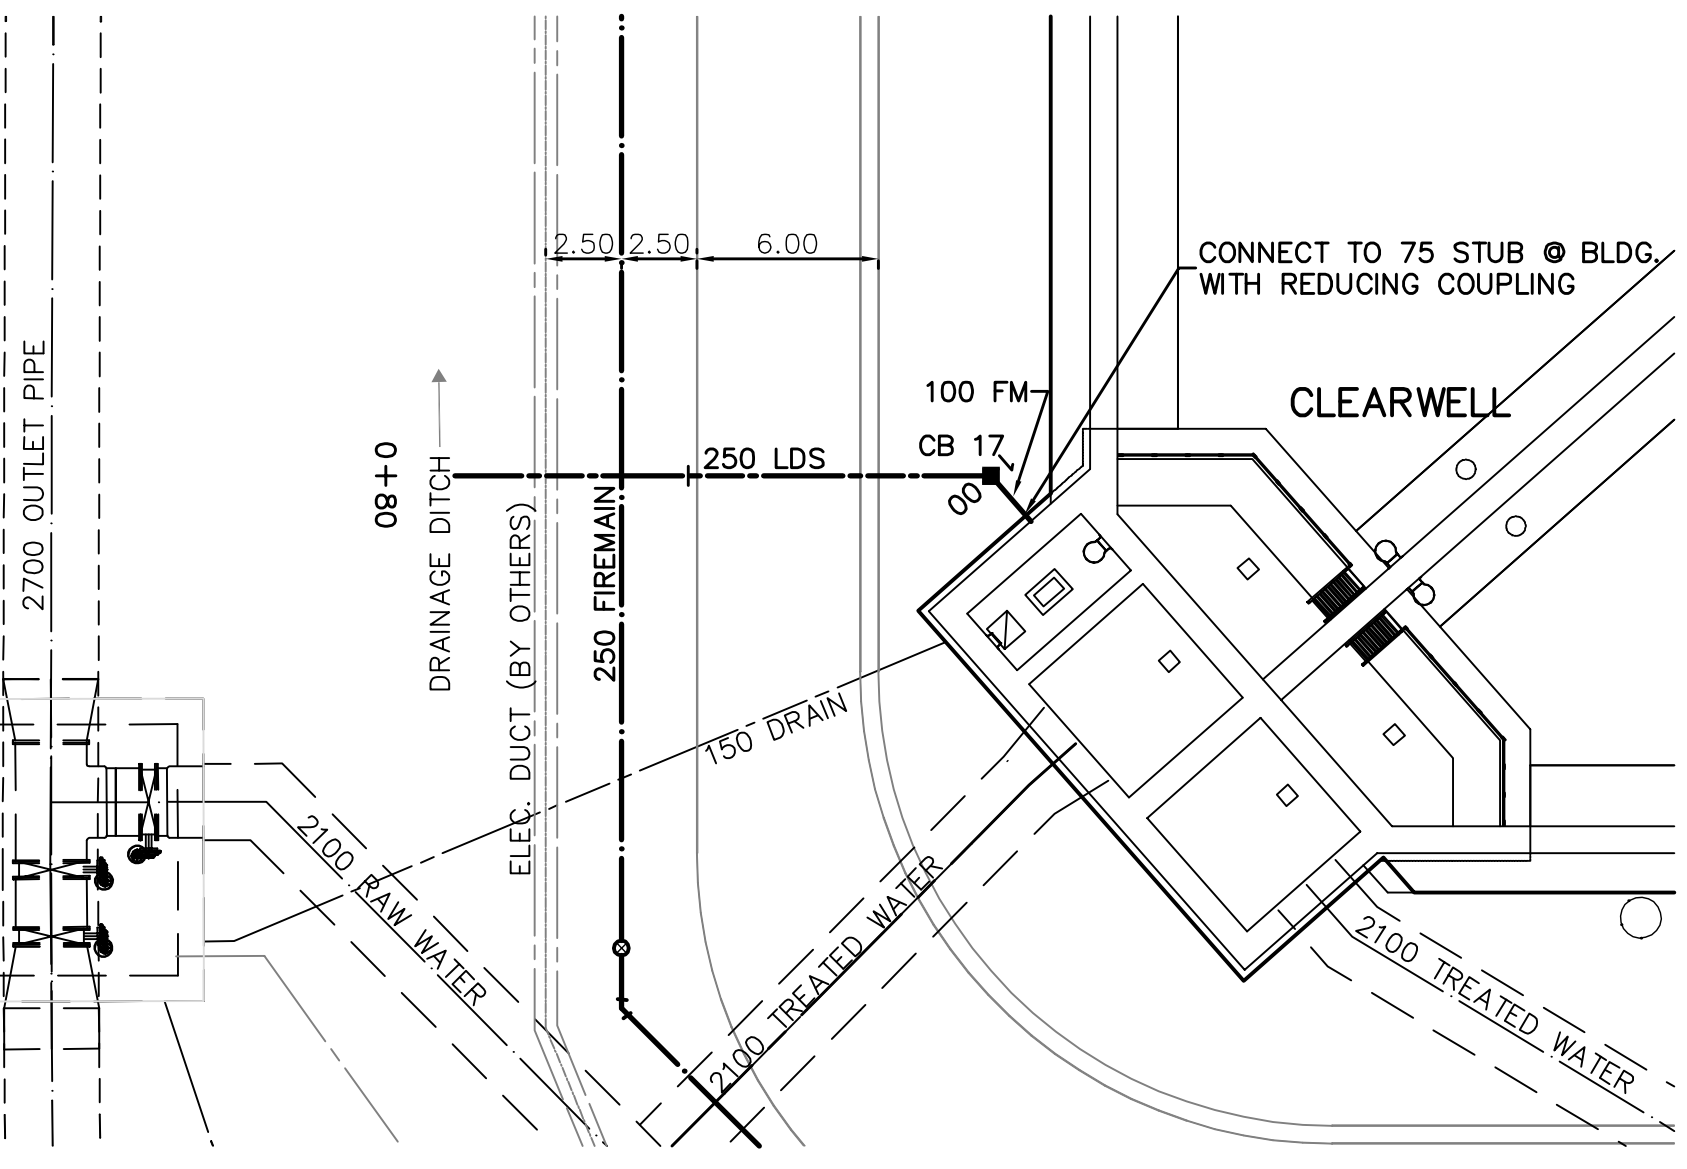 2.50
2.50
6.00
CONNECT TO 75 STUB @ BLDG.
WITH REDUCING COUPLING
2700 OUTLET PIPE
100 FM
CLEARWELL
CB 17
250 LDS
0+80
00
DRAINAGE DITCH
ELEC. DUCT (BY OTHERS)
250 FIREMAIN
150 DRAIN
2100 RAW WATER
2100 TREATED WATER
2100 TREATED WATER